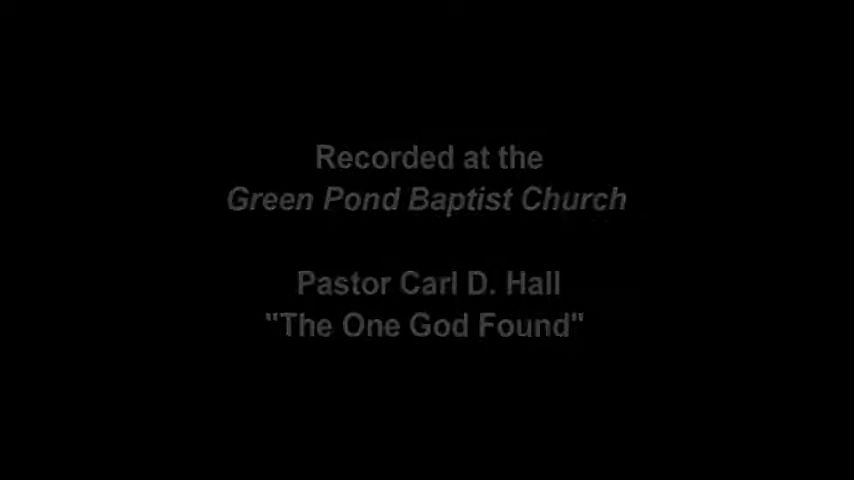 Recorded at the
Green Pond Baptist Church
Pastor Carl D. Hall
"The One God Found"